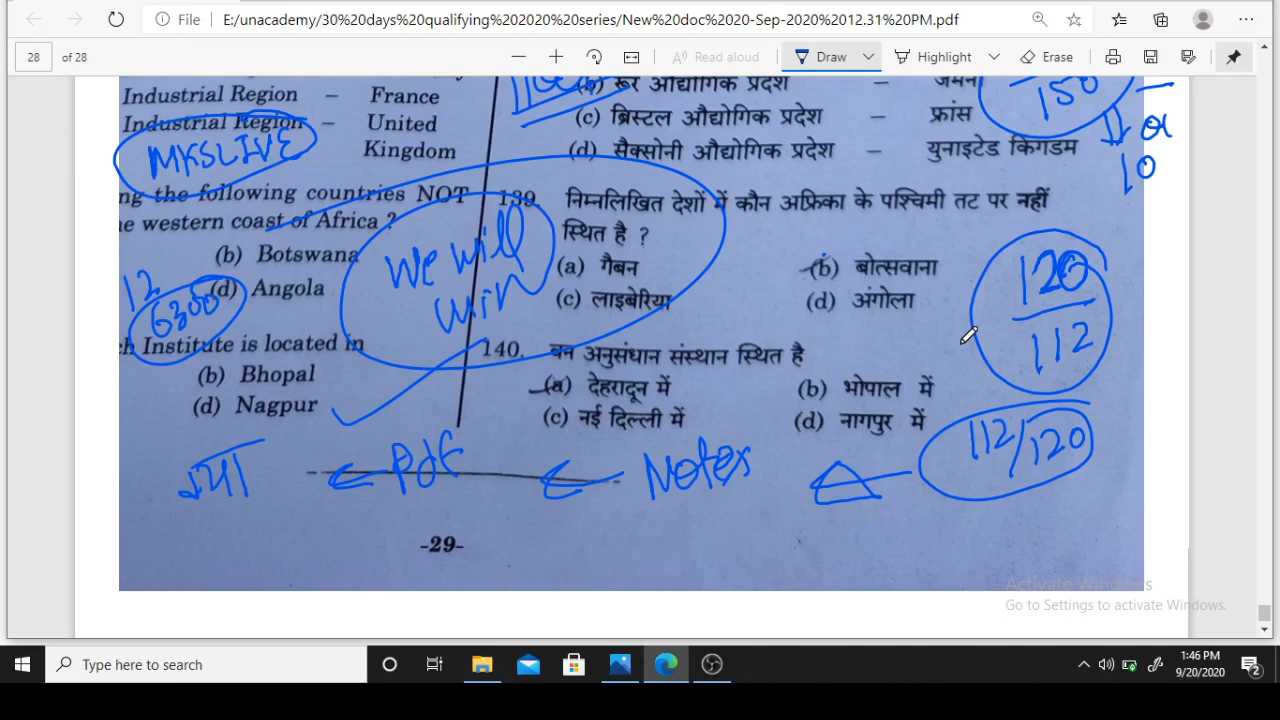 File
E:/unacademy/30%20days%20qualifying%202020%20series/New%20doc%2020-Sep-2020%2012.31%20PM.pdf
28 of 28
Read aloud
Draw
Highlight
Erase
Industrial Region – France
Industrial Region – United
Kingdom
MKSLIVE
ng the following countries NOT
e western coast of Africa ?
(b) Botswana
(d) Angola
12
6300
h Institute is located in
(b) Bhopal
(d) Nagpur
(b) रूर औद्योगिक प्रदेश –
(c) ब्रिस्टल औद्योगिक प्रदेश – फ्रांस
(d) सैक्सोनी औद्योगिक प्रदेश – युनाइटेड किंगडम
150
10
139. निम्नलिखित देशों में कौन अफ्रिका के पश्चिमी तट पर नहीं
स्थित है ?
(a) गैबन (b) बोत्सवाना
(c) लाइबेरिया (d) अंगोला
We will
win
120
112
140. वन अनुसंधान संस्थान स्थित है
(a) देहरादून में (b) भोपाल में
(c) नई दिल्ली में (d) नागपुर में
Pdf Notes 112/120
-29-
Activate Windows
Go to Settings to activate Windows.
Type here to search
1:46 PM
9/20/2020
2